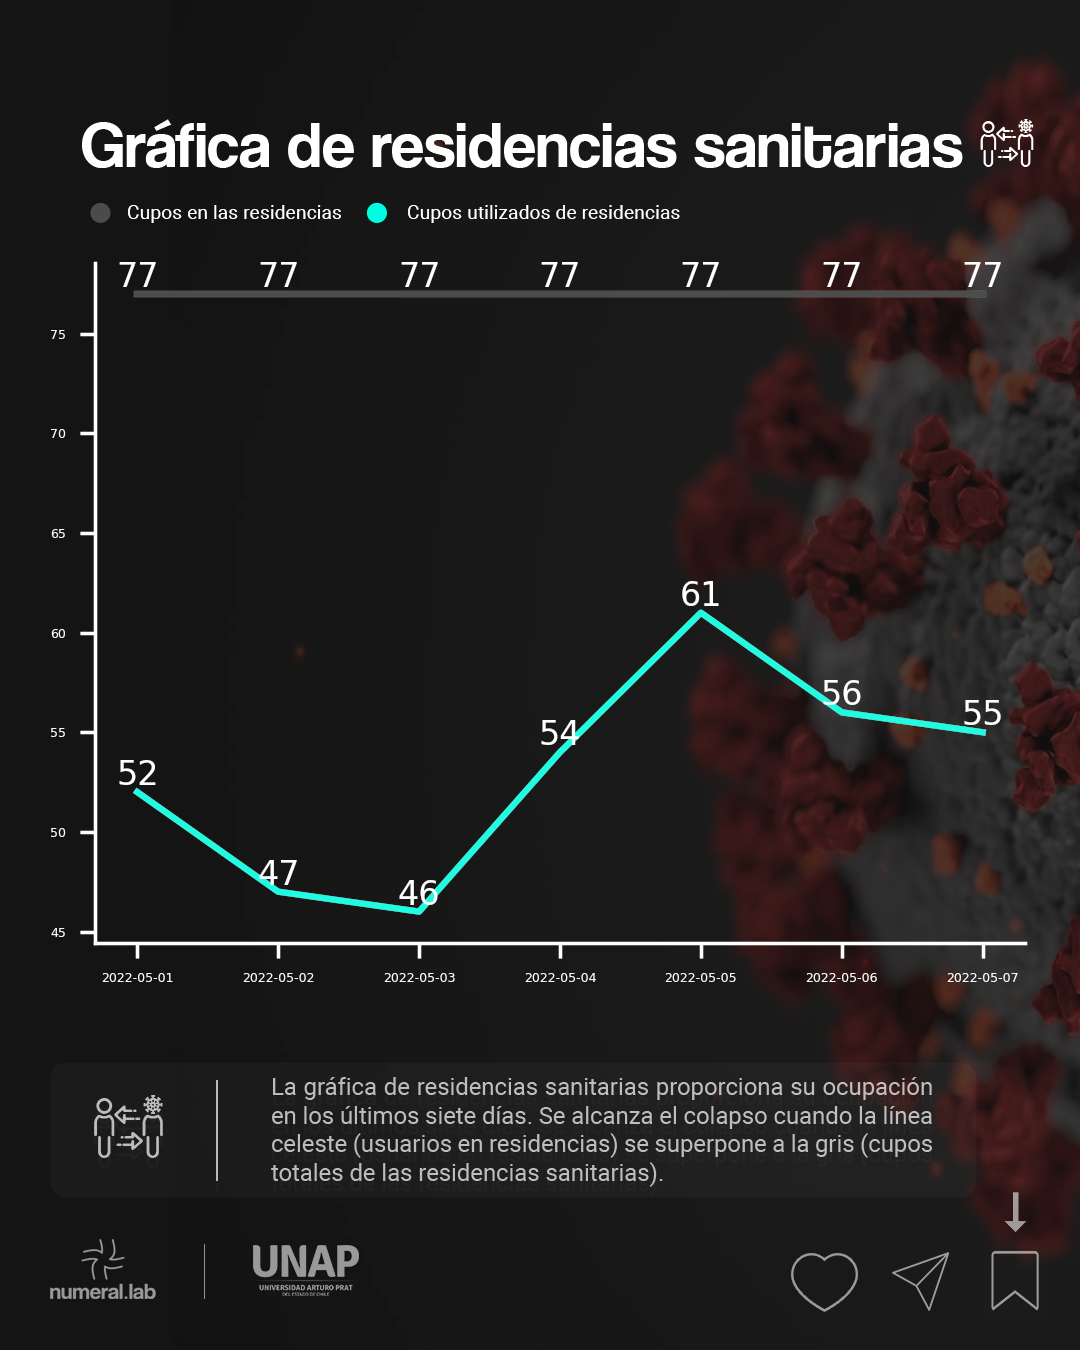 Gráfica de residencias sanitarias
Cupos en las residencias Cupos utilizados de residencias
77 77 77 77 77 77 77
75
70
65
61
60
56
55
55
54
52
50
47
46
45
2022-05-01 2022-05-02 2022-05-03 2022-05-04 2022-05-05 2022-05-06 2022-05-07
La gráfica de residencias sanitarias proporciona su ocupación
en los últimos siete días. Se alcanza el colapso cuando la línea
celeste (usuarios en residencias) se superpone a la gris (cupos
totales de las residencias sanitarias).
numeral.lab
UNAP
UNIVERSIDAD ARTURO PRAT
DEL ESTADO DE CHILE